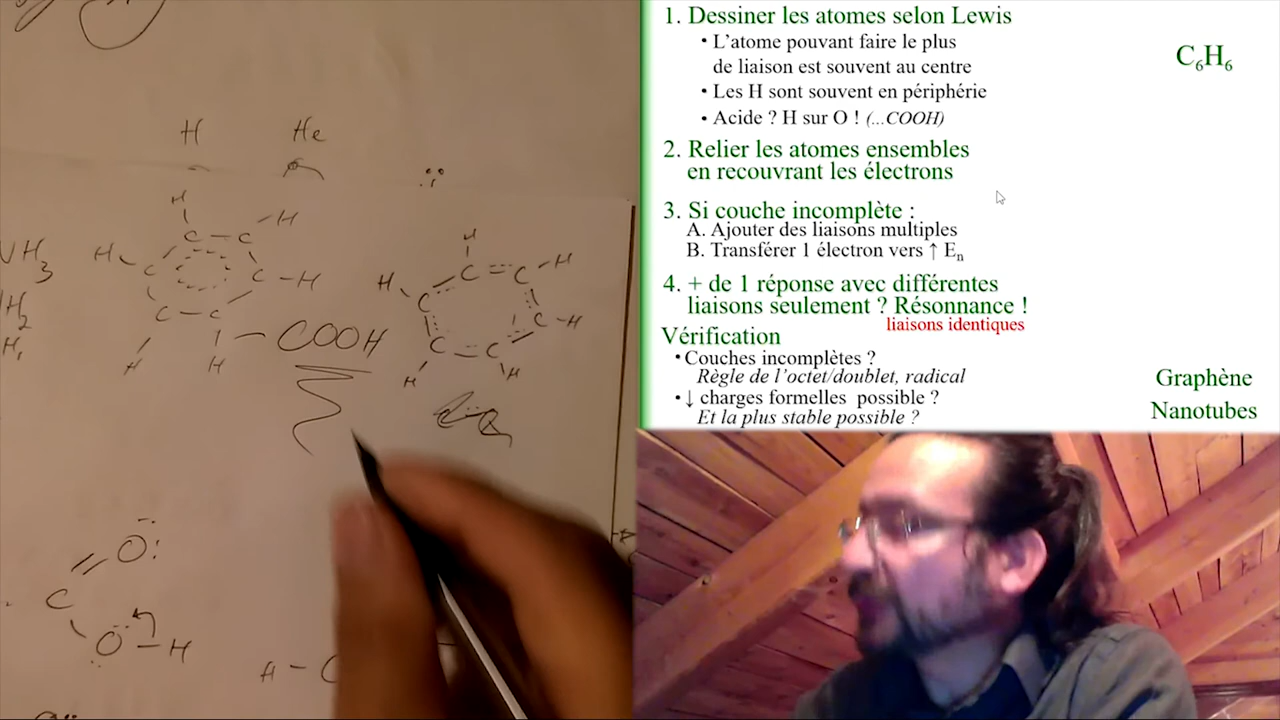 H He
H
C C H
H C C H
C C
H H
COOH
H
C C H
H C C H
C C
H H
H3
H2
H1
O
C
O H
H C
1. Dessiner les atomes selon Lewis
• L’atome pouvant faire le plus
de liaison est souvent au centre
• Les H sont souvent en périphérie
• Acide ? H sur O ! (...COOH)
2. Relier les atomes ensembles
en recouvrant les électrons
3. Si couche incomplète :
A. Ajouter des liaisons multiples
B. Transférer 1 électron vers ↑ Eₙ
4. + de 1 réponse avec différentes
liaisons seulement ? Résonnance !
liaisons identiques
Vérification
• Couches incomplètes ?
Règle de l’octet/doublet, radical
• ↓ charges formelles possible ?
Et la plus stable possible ?
C₆H₆
Graphène
Nanotubes